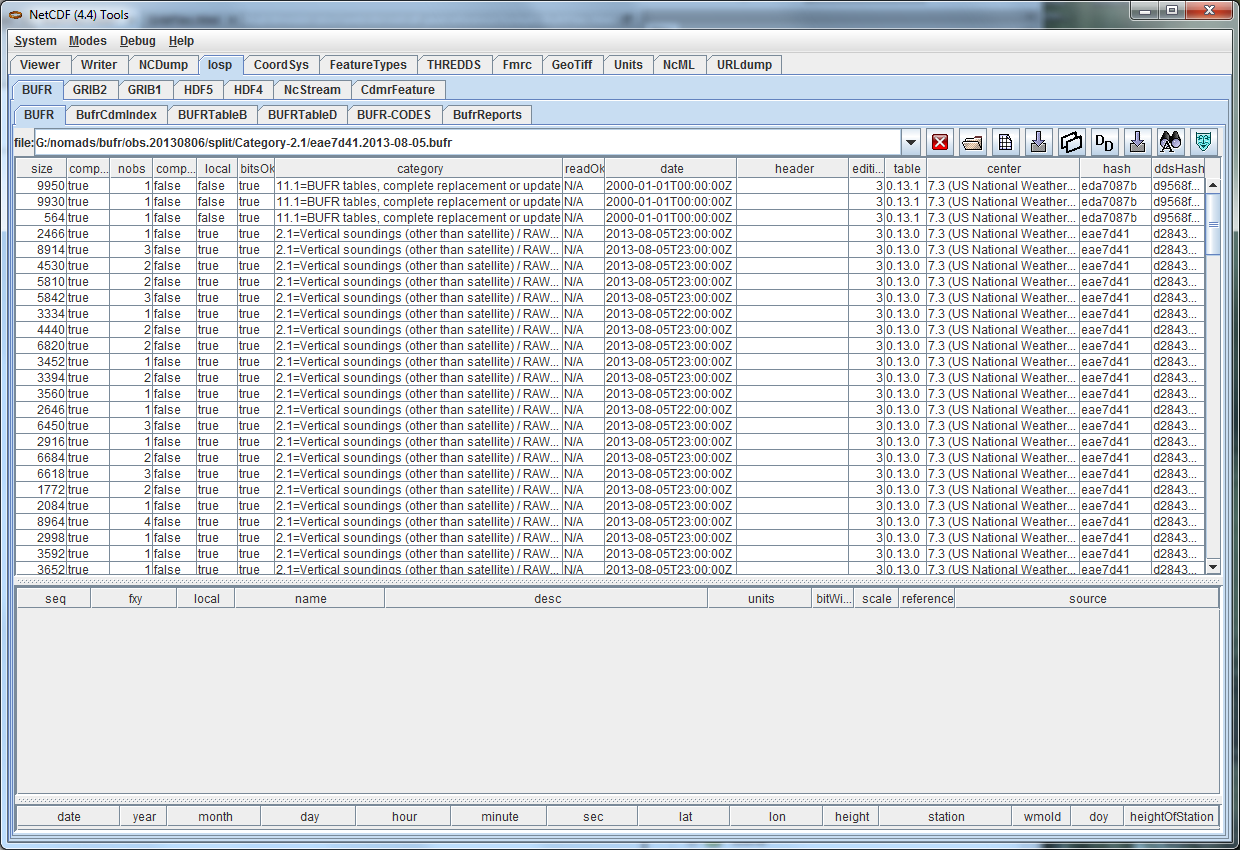 NetCDF (4.4) Tools
System Modes Debug Help
Viewer Writer NCDump Iosp CoordSys FeatureTypes THREDDS Fmrc GeoTiff Units NcML URLdump
BUFR GRIB2 GRIB1 HDF5 HDF4 NcStream CdmrFeature
BUFR BufrCdmIndex BUFRTableB BUFRTableD BUFR-CODES BufrReports
file: G:/nomads/bufr/obs.20130806/split/Category-2.1/eae7d41.2013-08-05.bufr
size comp... nobs comp... local bitsOk category readOk date header editi... table center hash ddsHash
9950 true 1 false false true 11.1=BUFR tables, complete replacement or update N/A 2000-01-01T00:00:00Z 3 0.13.1 7.3 (US National Weather... eda7087b d9568f...
9930 true 1 false false true 11.1=BUFR tables, complete replacement or update N/A 2000-01-01T00:00:00Z 3 0.13.1 7.3 (US National Weather... eda7087b d9568f...
564 true 1 false false true 11.1=BUFR tables, complete replacement or update N/A 2000-01-01T00:00:00Z 3 0.13.1 7.3 (US National Weather... eda7087b d9568f...
2466 true 1 false true true 2.1=Vertical soundings (other than satellite) / RAW... N/A 2013-08-05T23:00:00Z 3 0.13.0 7.3 (US National Weather... eae7d41 d2843...
8914 true 3 false true true 2.1=Vertical soundings (other than satellite) / RAW... N/A 2013-08-05T23:00:00Z 3 0.13.0 7.3 (US National Weather... eae7d41 d2843...
4530 true 2 false true true 2.1=Vertical soundings (other than satellite) / RAW... N/A 2013-08-05T23:00:00Z 3 0.13.0 7.3 (US National Weather... eae7d41 d2843...
5810 true 2 false true true 2.1=Vertical soundings (other than satellite) / RAW... N/A 2013-08-05T23:00:00Z 3 0.13.0 7.3 (US National Weather... eae7d41 d2843...
5842 true 3 false true true 2.1=Vertical soundings (other than satellite) / RAW... N/A 2013-08-05T23:00:00Z 3 0.13.0 7.3 (US National Weather... eae7d41 d2843...
3334 true 1 false true true 2.1=Vertical soundings (other than satellite) / RAW... N/A 2013-08-05T22:00:00Z 3 0.13.0 7.3 (US National Weather... eae7d41 d2843...
4440 true 2 false true true 2.1=Vertical soundings (other than satellite) / RAW... N/A 2013-08-05T23:00:00Z 3 0.13.0 7.3 (US National Weather... eae7d41 d2843...
6820 true 2 false true true 2.1=Vertical soundings (other than satellite) / RAW... N/A 2013-08-05T23:00:00Z 3 0.13.0 7.3 (US National Weather... eae7d41 d2843...
3452 true 1 false true true 2.1=Vertical soundings (other than satellite) / RAW... N/A 2013-08-05T23:00:00Z 3 0.13.0 7.3 (US National Weather... eae7d41 d2843...
3394 true 2 false true true 2.1=Vertical soundings (other than satellite) / RAW... N/A 2013-08-05T23:00:00Z 3 0.13.0 7.3 (US National Weather... eae7d41 d2843...
3560 true 1 false true true 2.1=Vertical soundings (other than satellite) / RAW... N/A 2013-08-05T23:00:00Z 3 0.13.0 7.3 (US National Weather... eae7d41 d2843...
2646 true 1 false true true 2.1=Vertical soundings (other than satellite) / RAW... N/A 2013-08-05T22:00:00Z 3 0.13.0 7.3 (US National Weather... eae7d41 d2843...
6450 true 3 false true true 2.1=Vertical soundings (other than satellite) / RAW... N/A 2013-08-05T23:00:00Z 3 0.13.0 7.3 (US National Weather... eae7d41 d2843...
2916 true 1 false true true 2.1=Vertical soundings (other than satellite) / RAW... N/A 2013-08-05T23:00:00Z 3 0.13.0 7.3 (US National Weather... eae7d41 d2843...
6684 true 2 false true true 2.1=Vertical soundings (other than satellite) / RAW... N/A 2013-08-05T23:00:00Z 3 0.13.0 7.3 (US National Weather... eae7d41 d2843...
6618 true 3 false true true 2.1=Vertical soundings (other than satellite) / RAW... N/A 2013-08-05T23:00:00Z 3 0.13.0 7.3 (US National Weather... eae7d41 d2843...
1772 true 2 false true true 2.1=Vertical soundings (other than satellite) / RAW... N/A 2013-08-05T23:00:00Z 3 0.13.0 7.3 (US National Weather... eae7d41 d2843...
2084 true 1 false true true 2.1=Vertical soundings (other than satellite) / RAW... N/A 2013-08-05T23:00:00Z 3 0.13.0 7.3 (US National Weather... eae7d41 d2843...
8964 true 4 false true true 2.1=Vertical soundings (other than satellite) / RAW... N/A 2013-08-05T23:00:00Z 3 0.13.0 7.3 (US National Weather... eae7d41 d2843...
2998 true 1 false true true 2.1=Vertical soundings (other than satellite) / RAW... N/A 2013-08-05T23:00:00Z 3 0.13.0 7.3 (US National Weather... eae7d41 d2843...
3592 true 1 false true true 2.1=Vertical soundings (other than satellite) / RAW... N/A 2013-08-05T23:00:00Z 3 0.13.0 7.3 (US National Weather... eae7d41 d2843...
3652 true 1 false true true 2.1=Vertical soundings (other than satellite) / RAW... N/A 2013-08-05T23:00:00Z 3 0.13.0 7.3 (US National Weather... eae7d41 d2843...
seq fxy local name desc units bitWi... scale reference source
date year month day hour minute sec lat lon height station wmoId doy heightOfStation